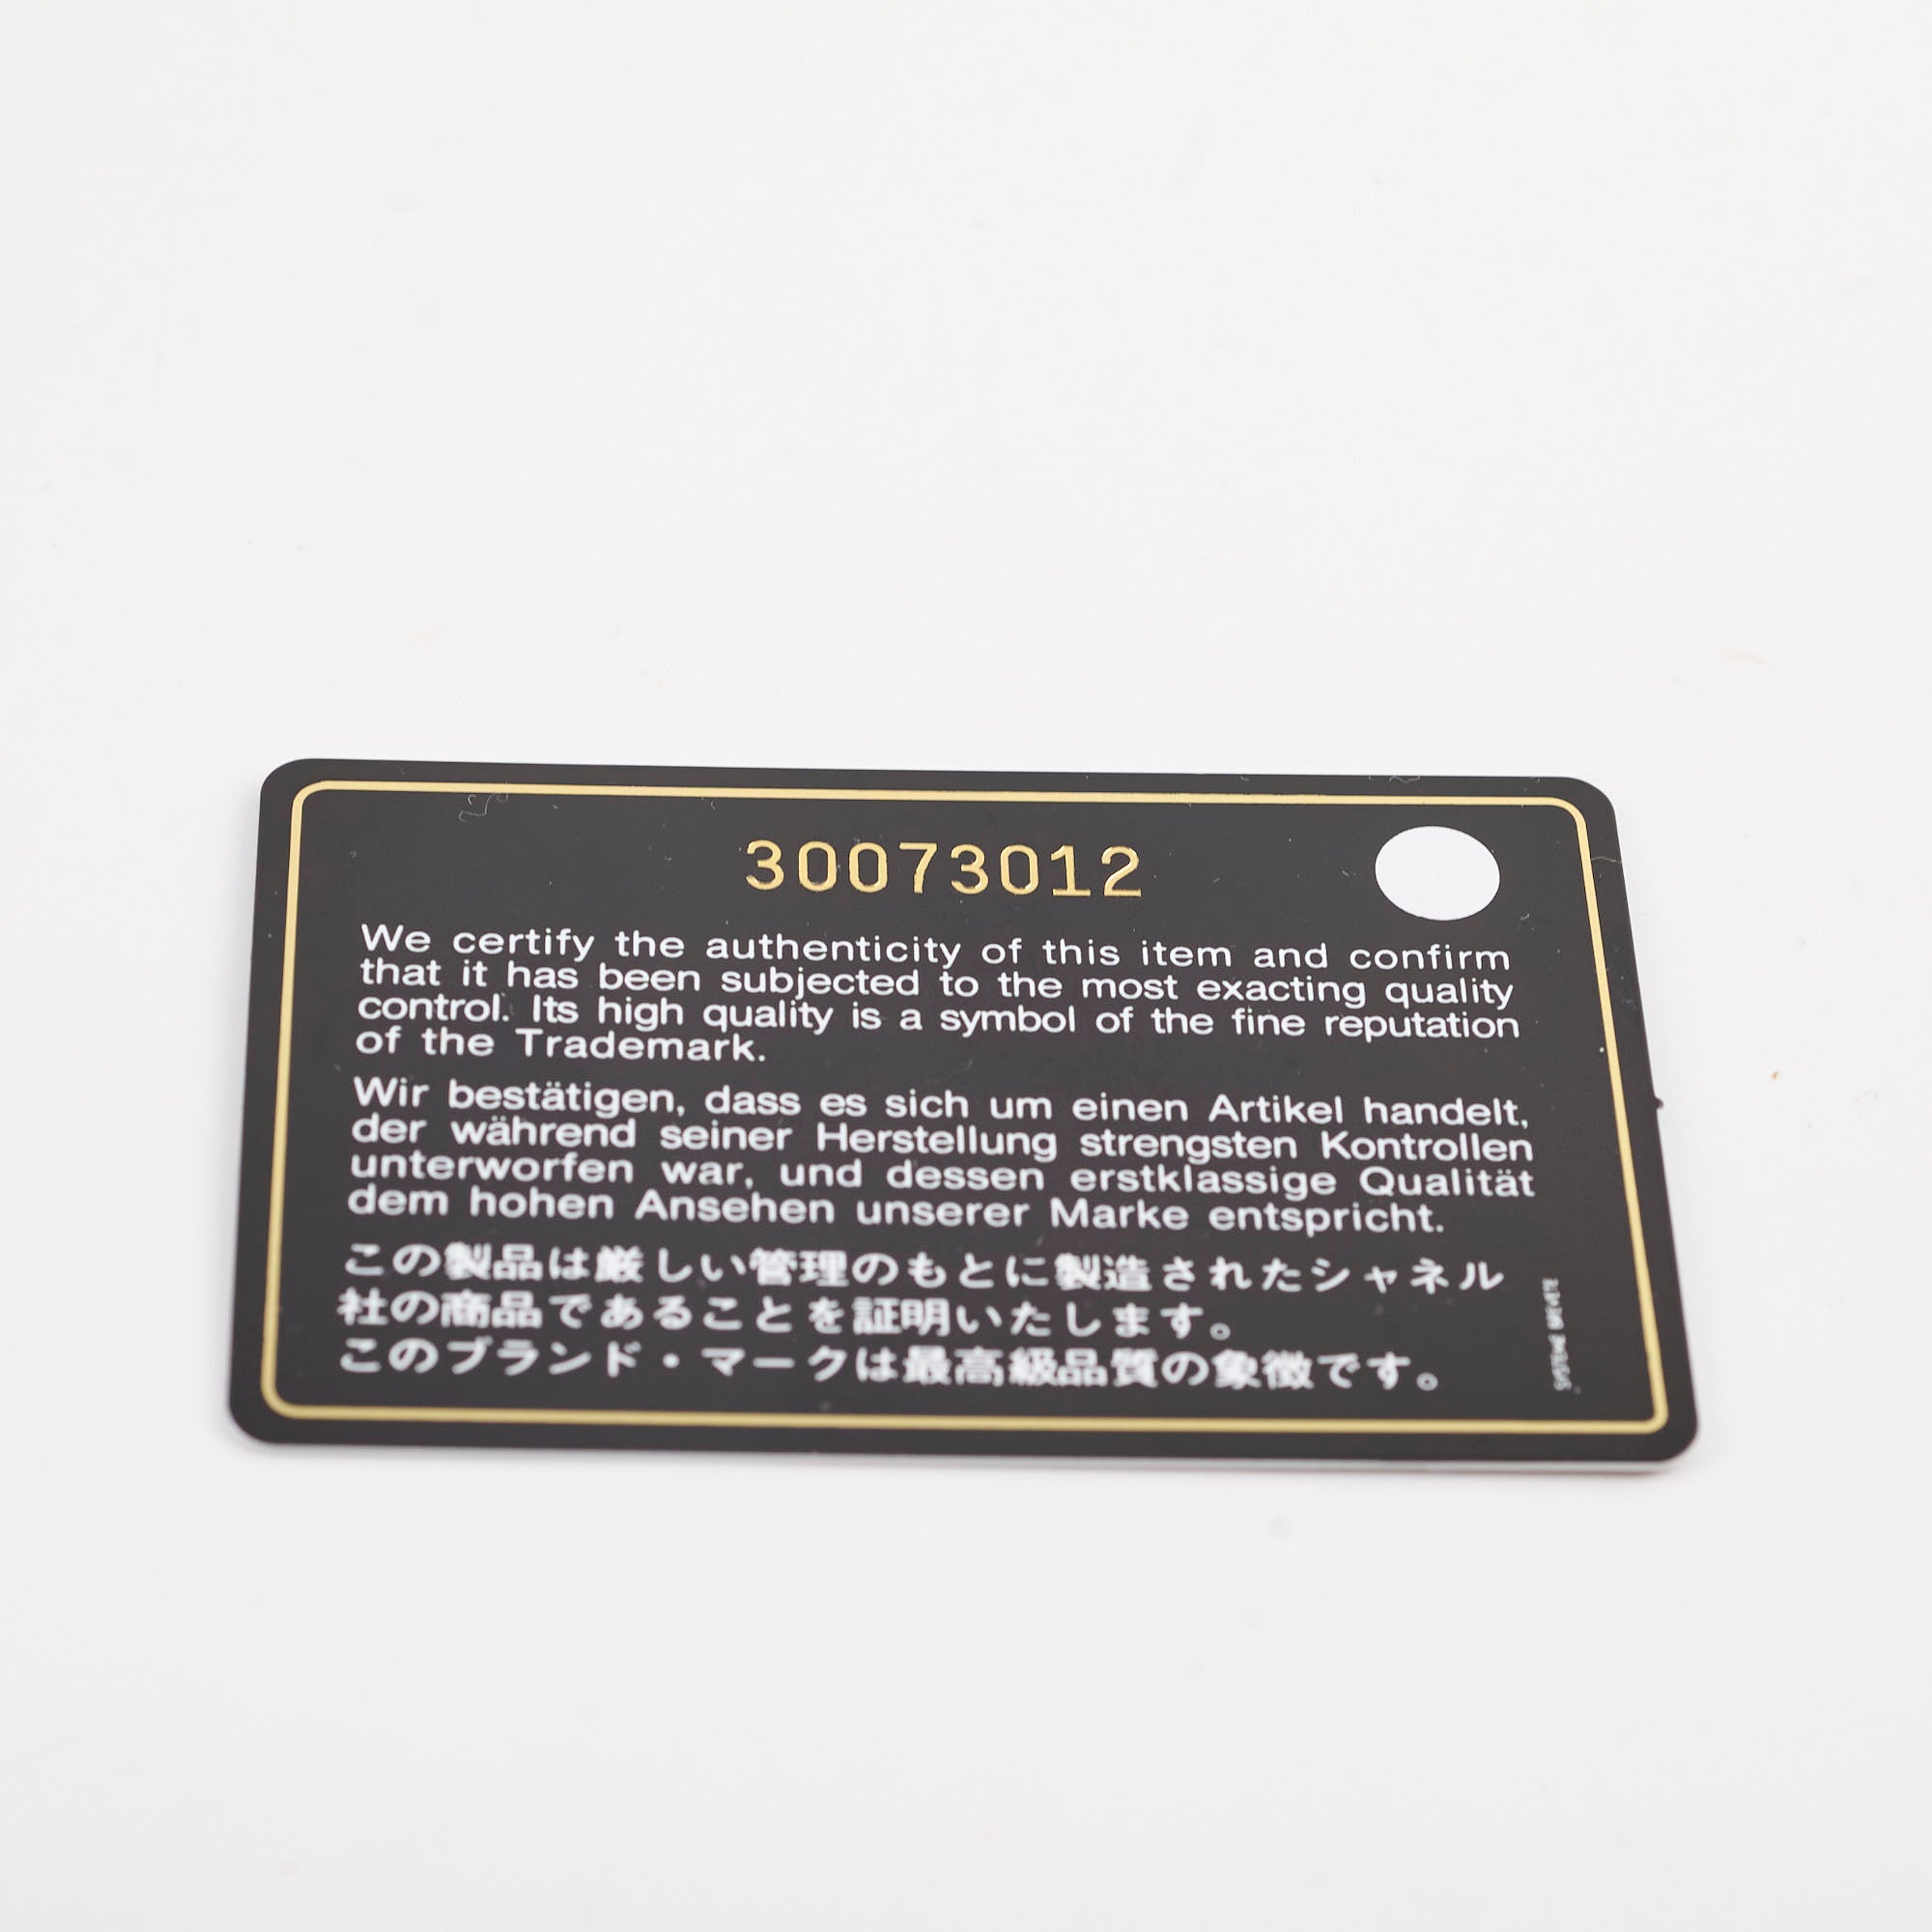 30073012
We certify the authenticity of this item and confirm
that it has been subjected to the most exacting quality
control. Its high quality is a symbol of the fine reputation
of the Trademark.
Wir bestätigen, dass es sich um einen Artikel handelt,
der während seiner Herstellung strengsten Kontrollen
unterworfen war, und dessen erstklassige Qualität
dem hohen Ansehen unserer Marke entspricht.
この製品は厳しい管理のもとに製造されたシャネル
社の商品であることを証明いたします。
このブランド・マークは最高級品質の象徴です。
SYSTEME BREVETE